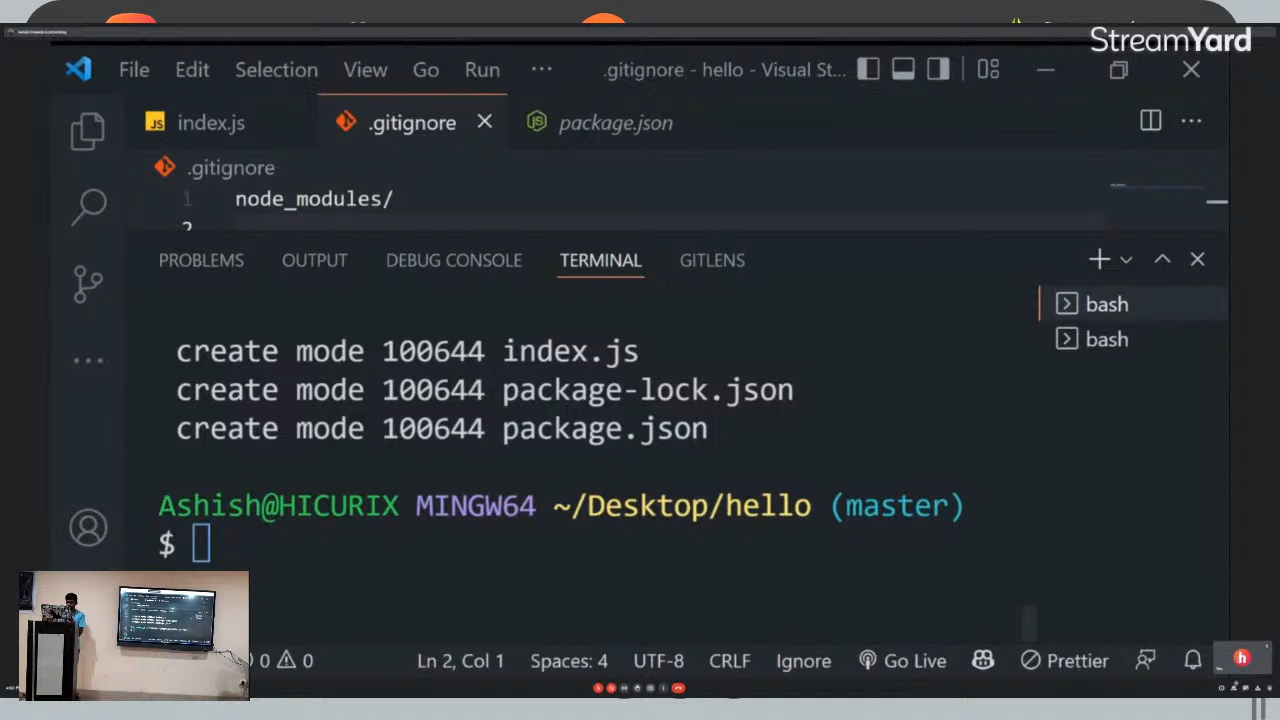 StreamYard
File Edit Selection View Go Run ··· .gitignore - hello - Visual St...
JS index.js .gitignore package.json
.gitignore
1 node_modules/
2
PROBLEMS OUTPUT DEBUG CONSOLE TERMINAL GITLENS
bash
bash
create mode 100644 index.js
create mode 100644 package-lock.json
create mode 100644 package.json
Ashish@HICURIX MINGW64 ~/Desktop/hello (master)
$
0 0 Ln 2, Col 1 Spaces: 4 UTF-8 CRLF Ignore Go Live Prettier
h